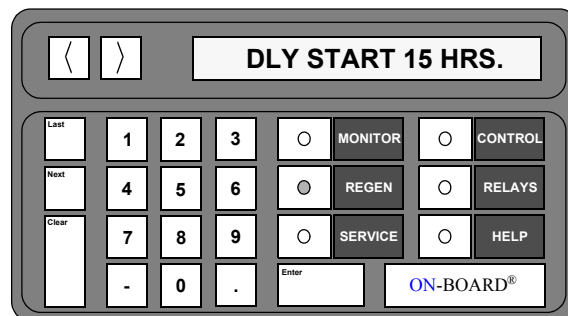 〈 〉 DLY START 15 HRS.
Last 1 2 3 MONITOR CONTROL
Next 4 5 6 REGEN RELAYS
Clear 7 8 9 SERVICE HELP
- 0 . Enter ON-BOARD®